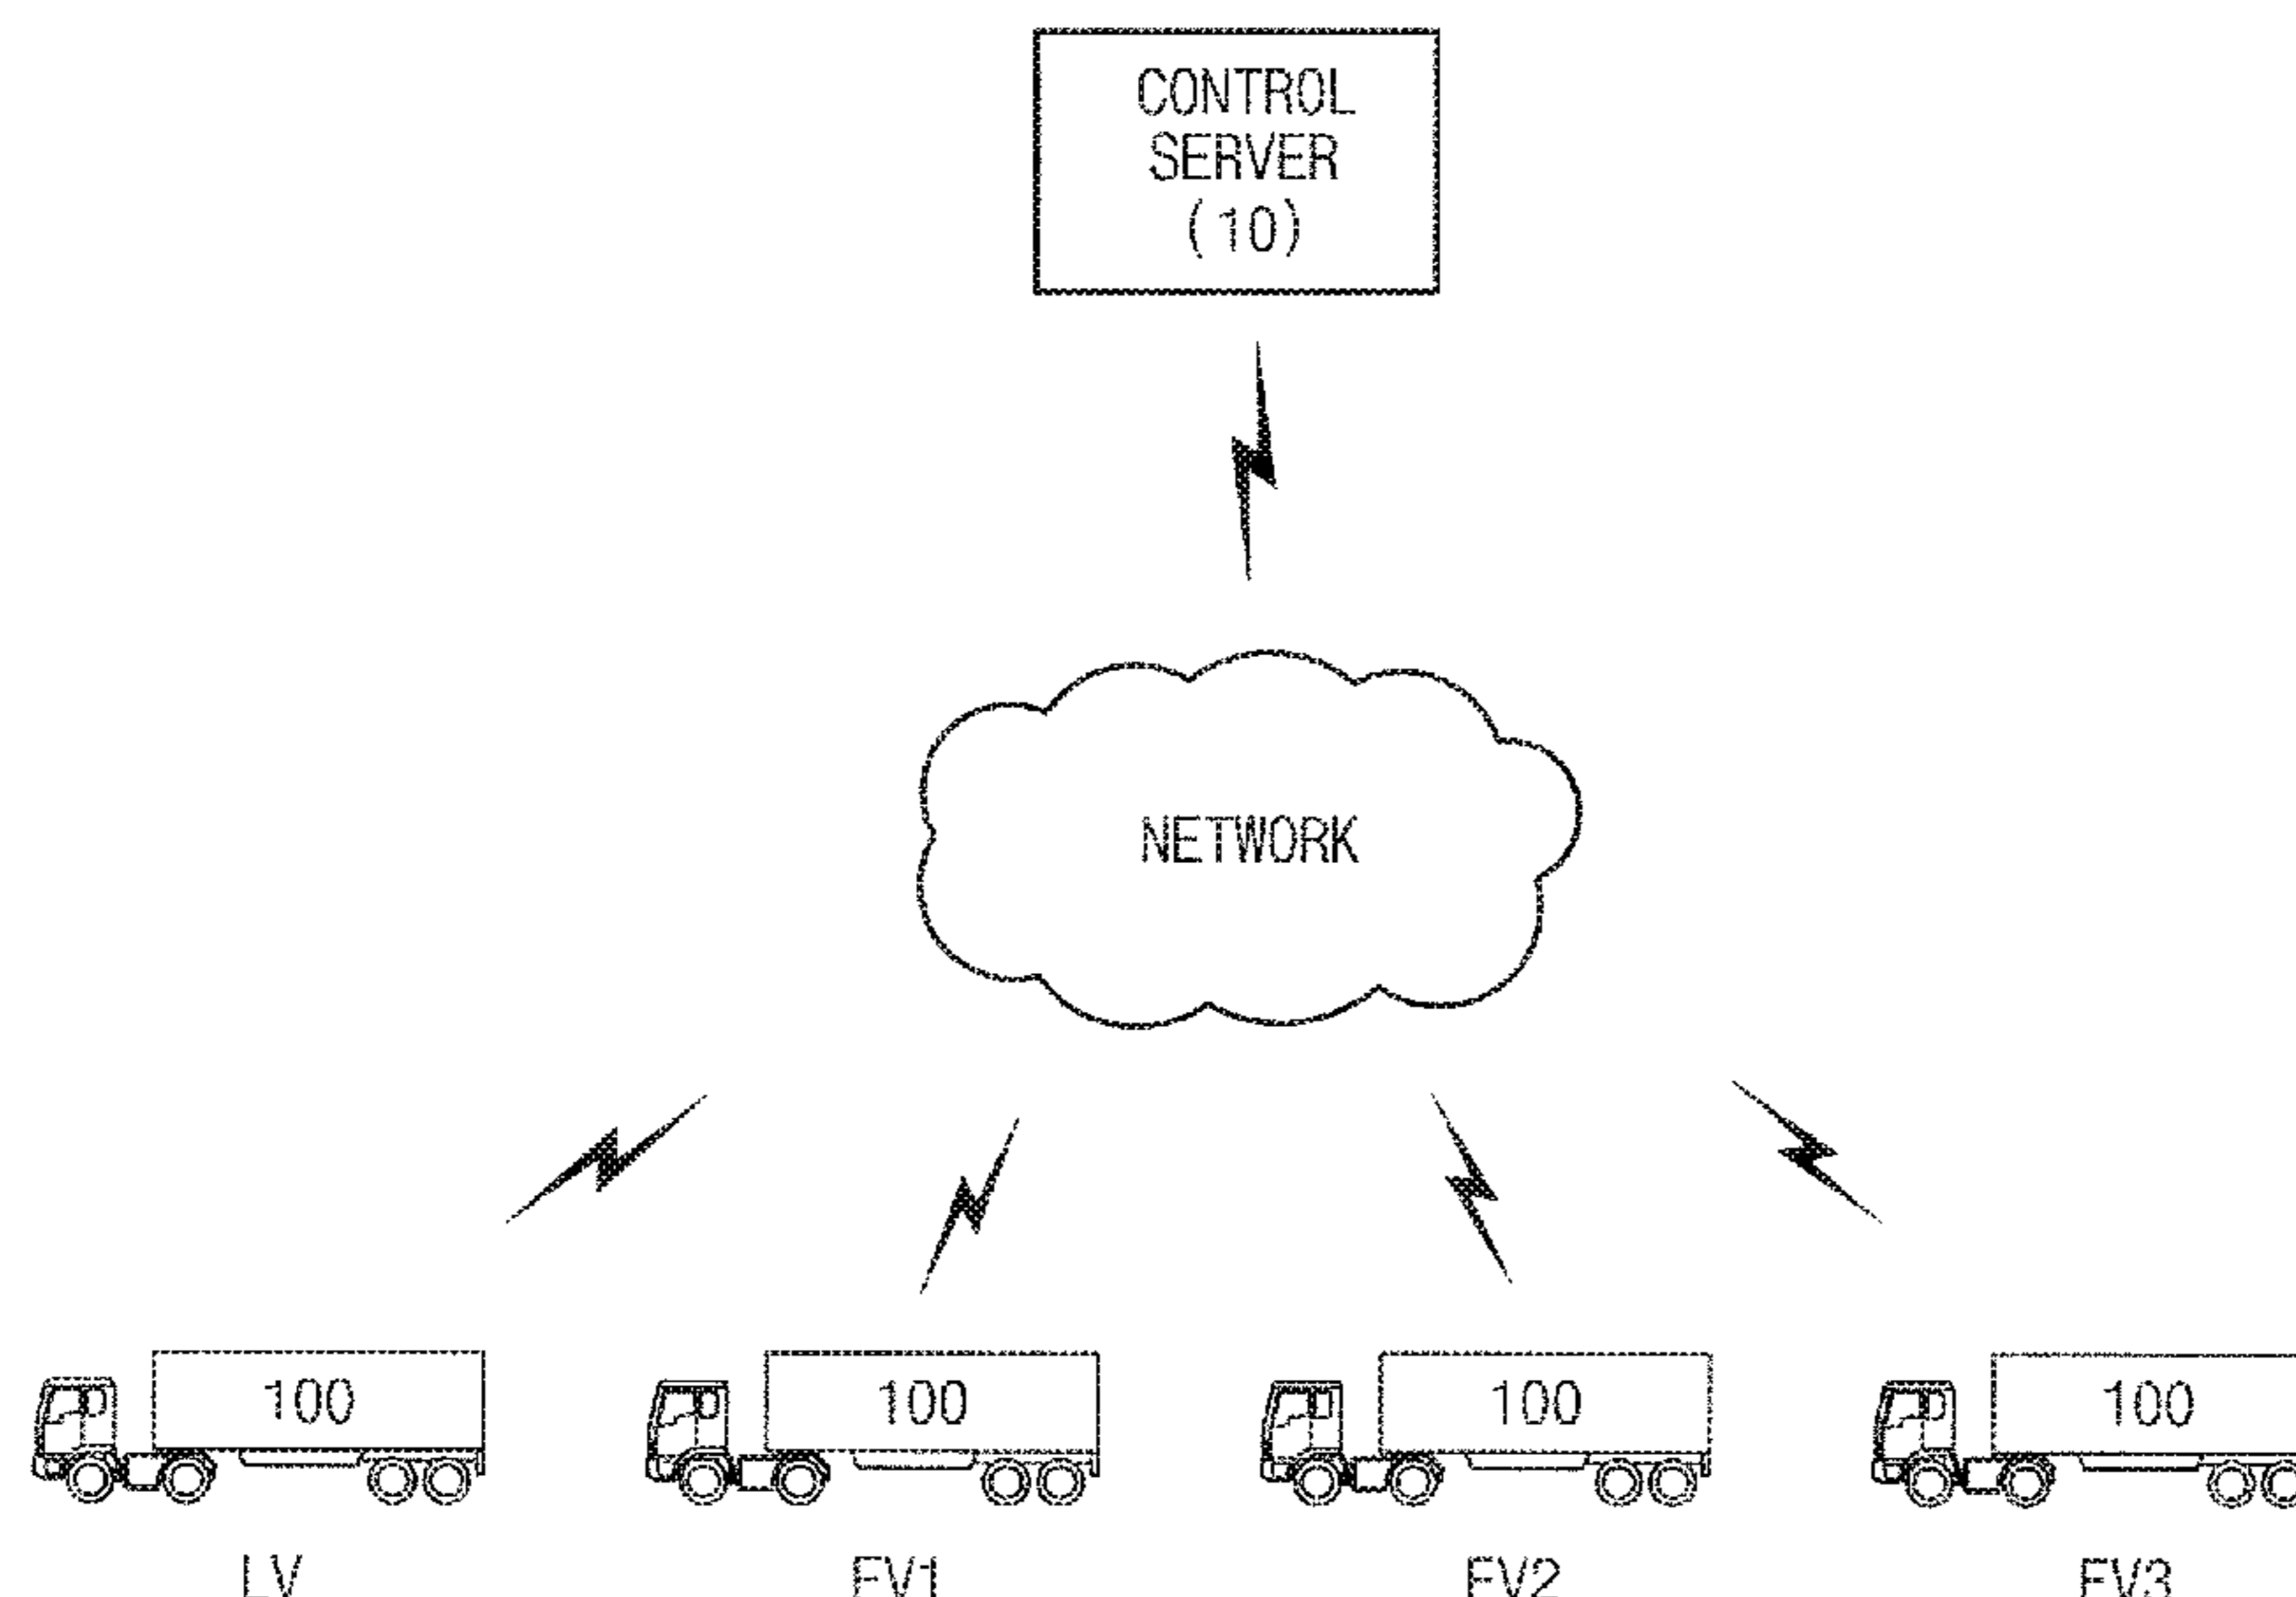 CONTROL
SERVER
(10)
NETWORK
100 100 100 100
LV FV1 FV2 FV3